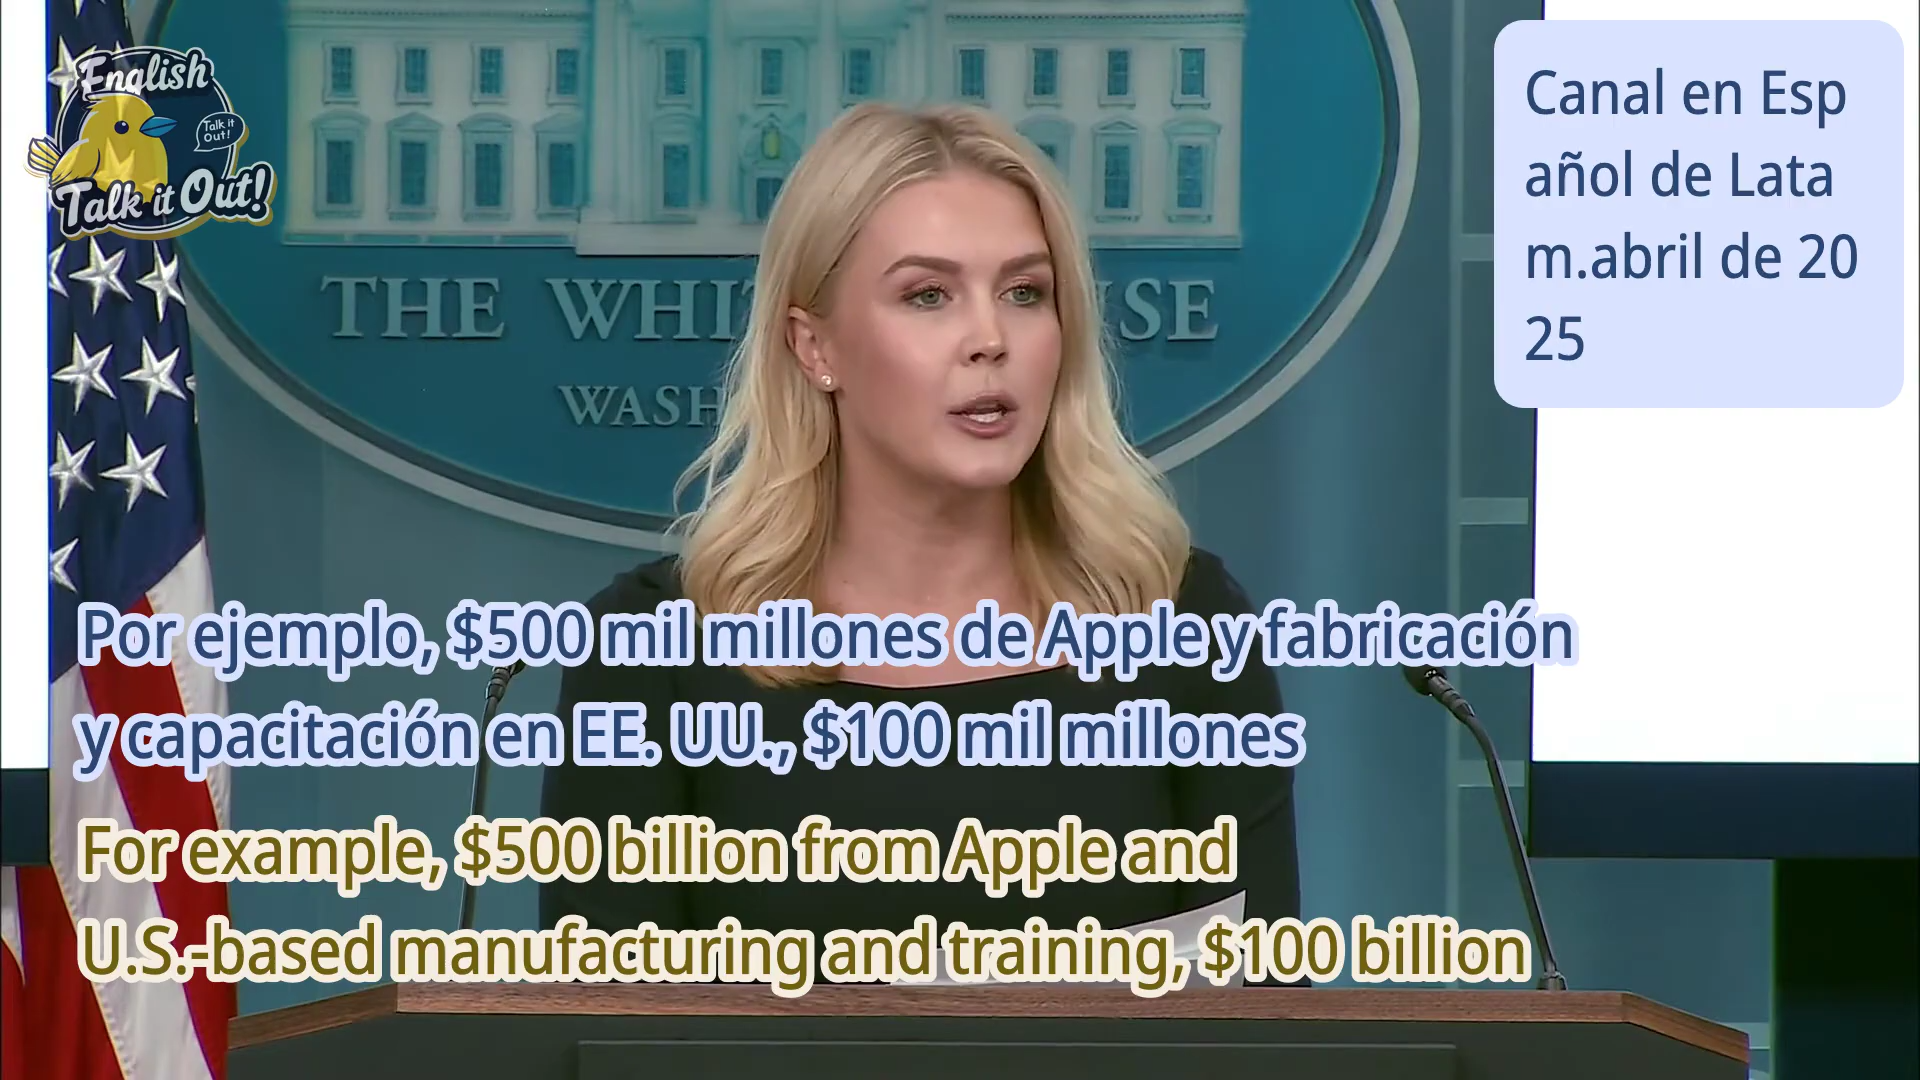 English
Talk it
Out!
Talk it Out!
Canal en Esp
añol de Lata
m.abril de 20
25
THE WHI
SE
WASH
Por ejemplo, $500 mil millones de Apple y fabricación
y capacitación en EE. UU., $100 mil millones
For example, $500 billion from Apple and
U.S.-based manufacturing and training, $100 billion